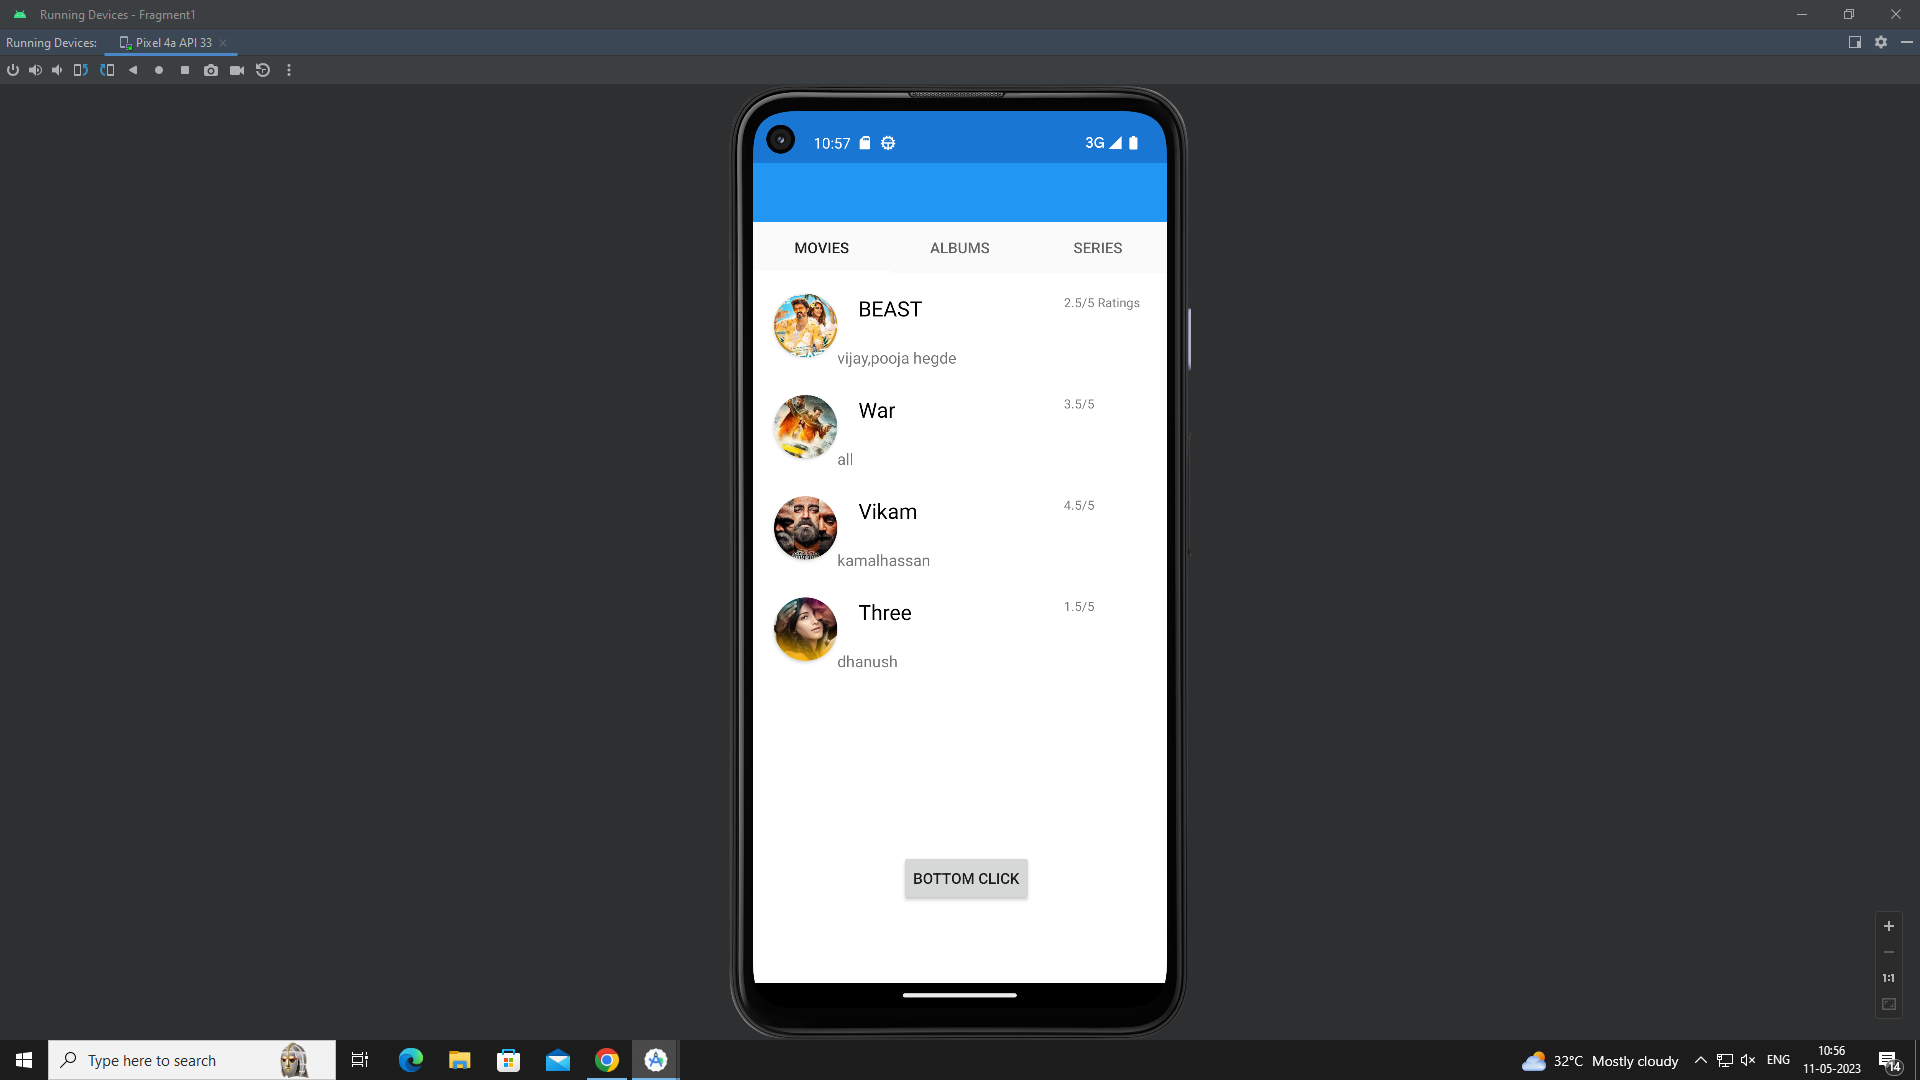 Running Devices - Fragment1
Running Devices:
Pixel 4a API 33
10:57
3G
MOVIES
ALBUMS
SERIES
BEAST
2.5/5 Ratings
vijay,pooja hegde
War
3.5/5
all
Vikam
4.5/5
kamalhassan
Three
1.5/5
dhanush
BOTTOM CLICK
1:1
Type here to search
32°C Mostly cloudy
ENG
10:56
11-05-2023
14